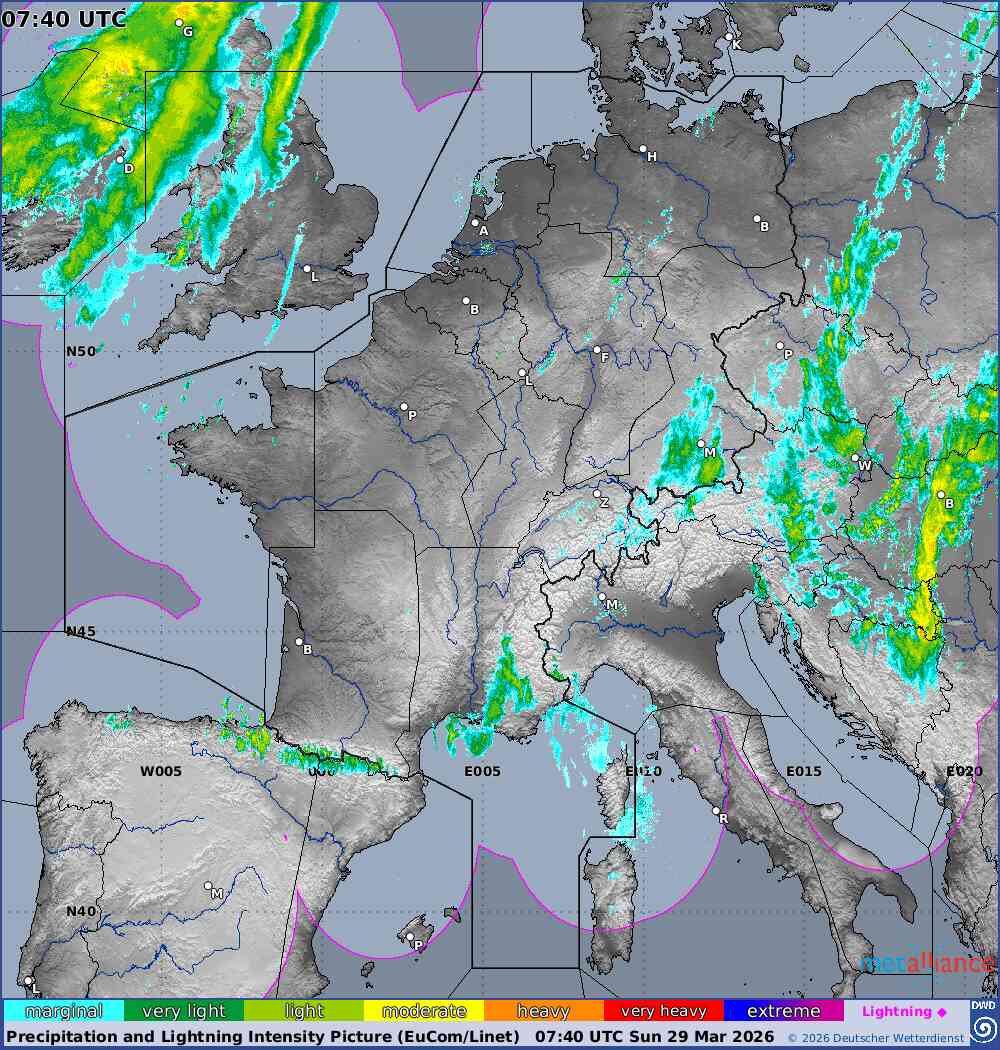 07:40 UTC
G
K
D
H
A
B
L
B
N50
F
P
L
P
M
W
Z
B
M
N45
B
W005
000
E005
E010
E015
E020
R
M
N40
P
L
metalliance
marginal very light light moderate heavy very heavy extreme Lightning ◆ DWD
Precipitation and Lightning Intensity Picture (EuCom/Linet) 07:40 UTC Sun 29 Mar 2026 © 2026 Deutscher Wetterdienst